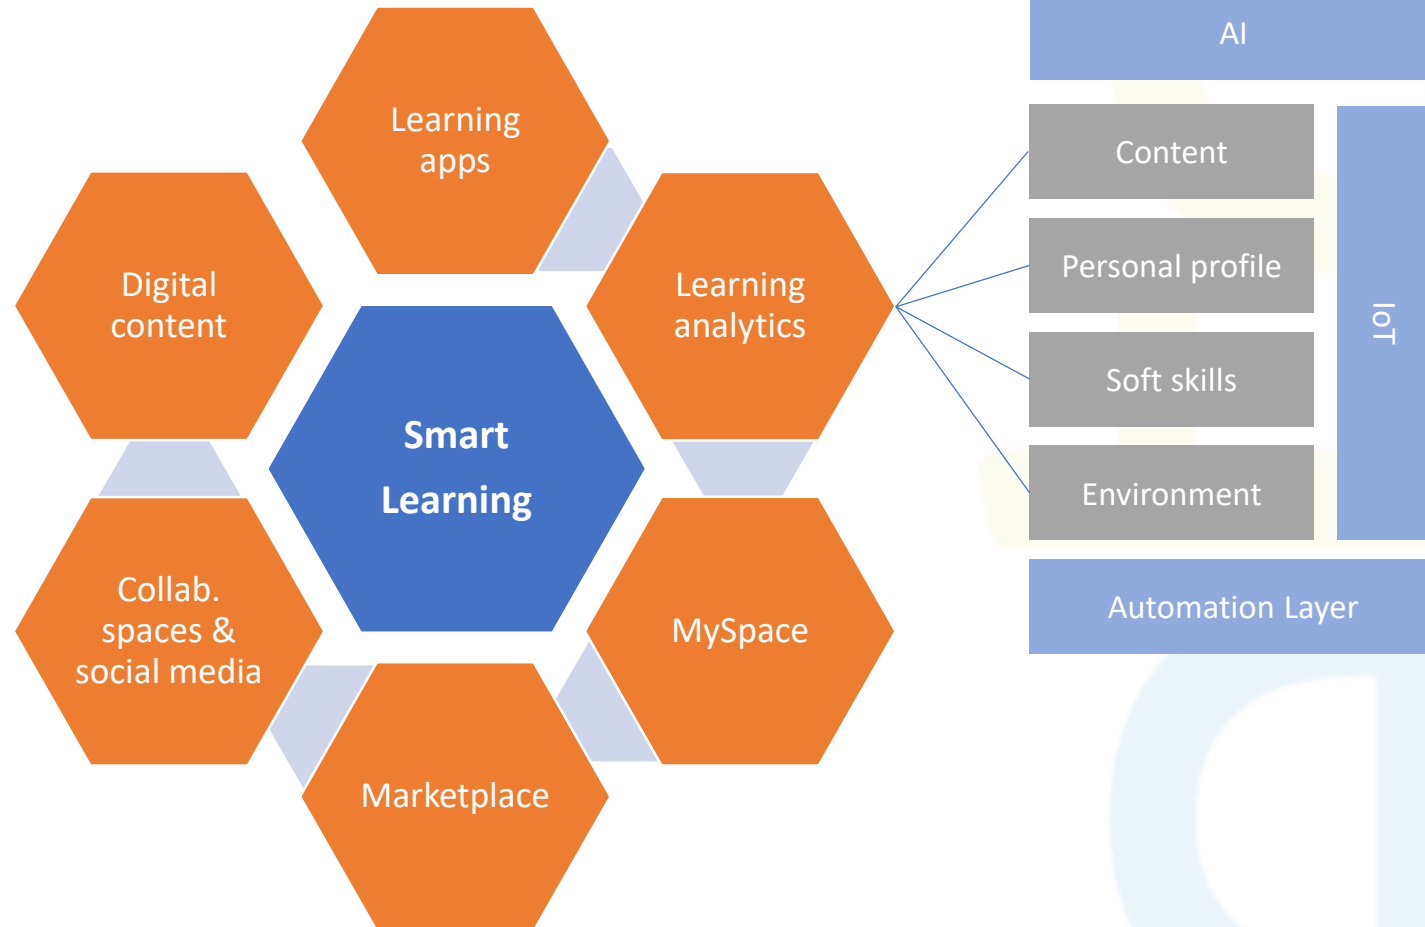 Learning
apps
Digital
content
Learning
analytics
Smart
Learning
Collab.
spaces &
social media
MySpace
Marketplace
AI
Content
Personal profile
Soft skills
Environment
IoT
Automation Layer